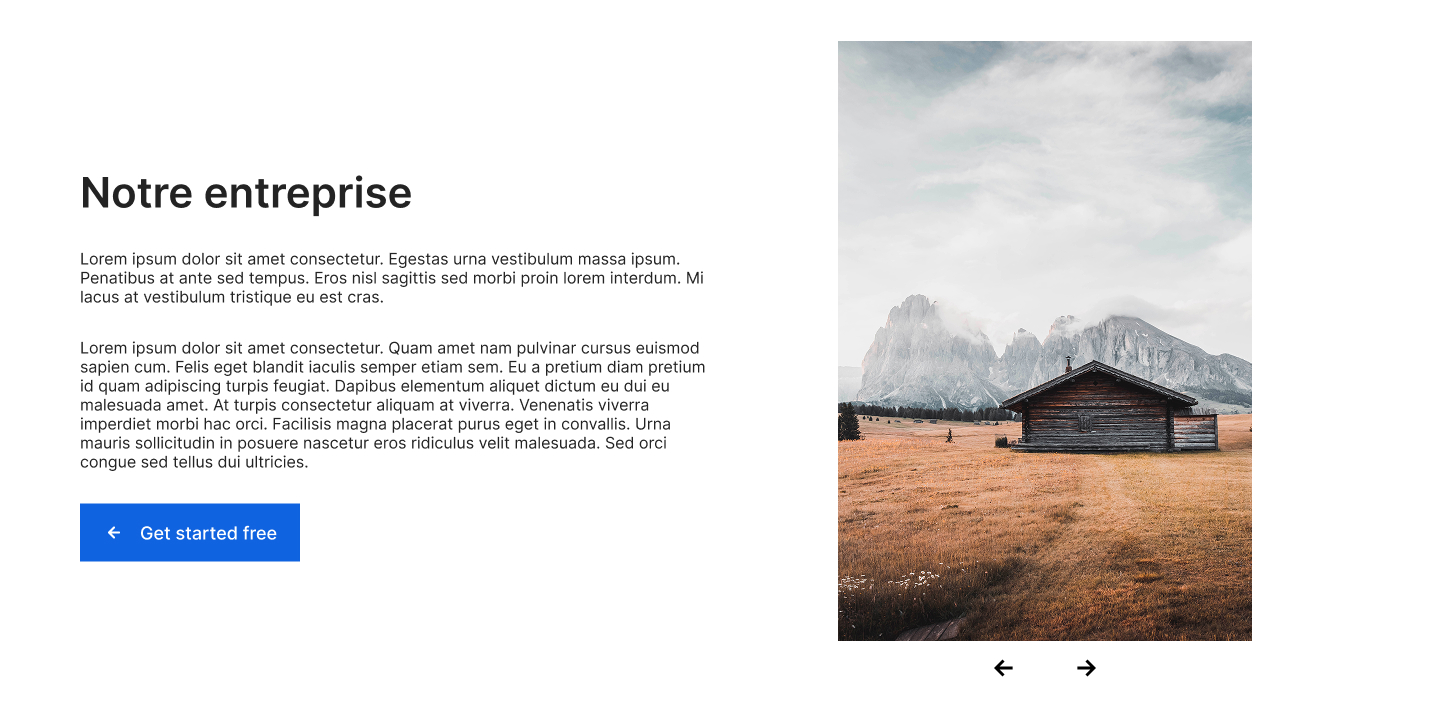 Notre entreprise
Lorem ipsum dolor sit amet consectetur. Egestas urna vestibulum massa ipsum.
Penatibus at ante sed tempus. Eros nisl sagittis sed morbi proin lorem interdum. Mi
lacus at vestibulum tristique eu est cras.
Lorem ipsum dolor sit amet consectetur. Quam amet nam pulvinar cursus euismod
sapien cum. Felis eget blandit iaculis semper etiam sem. Eu a pretium diam pretium
id quam adipiscing turpis feugiat. Dapibus elementum aliquet dictum eu dui eu
malesuada amet. At turpis consectetur aliquam at viverra. Venenatis viverra
imperdiet morbi hac orci. Facilisis magna placerat purus eget in convallis. Urna
mauris sollicitudin in posuere nascetur eros ridiculus velit malesuada. Sed orci
congue sed tellus dui ultricies.
Get started free